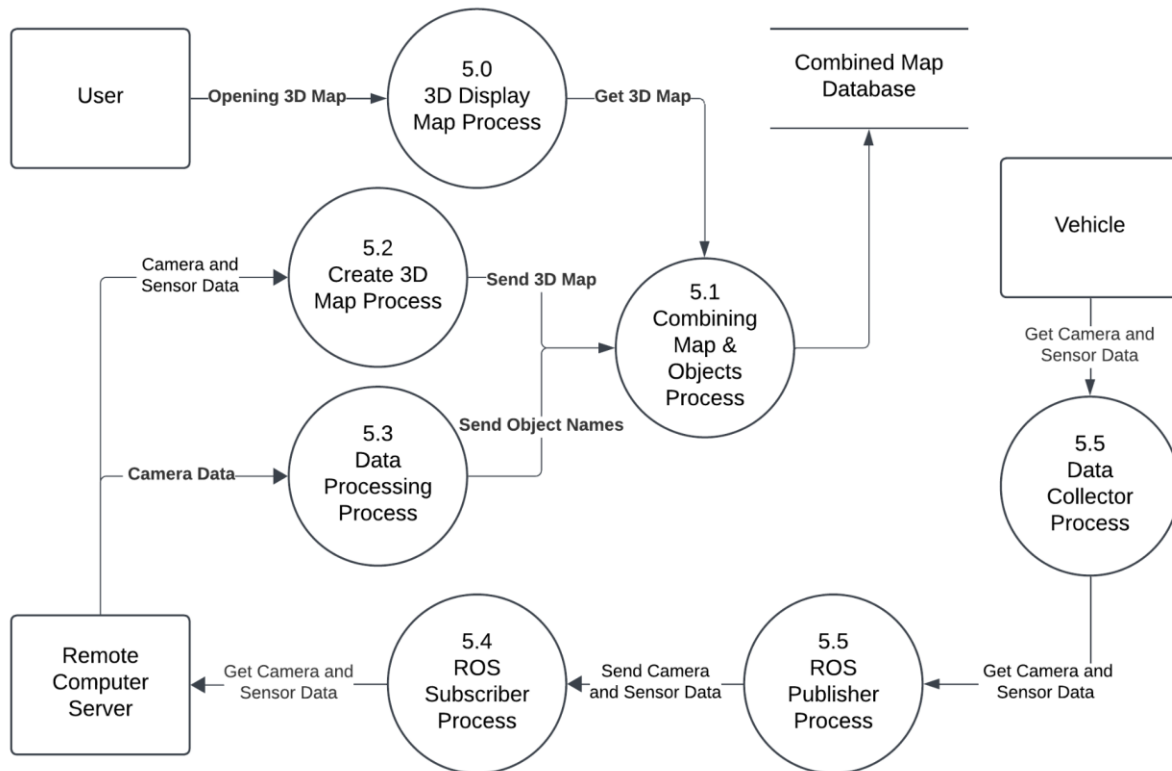 User
Opening 3D Map
5.0
3D Display
Map Process
Get 3D Map
Combined Map
Database
Vehicle
Camera and
Sensor Data
5.2
Create 3D
Map Process
Send 3D Map
5.1
Combining
Map &
Objects
Process
Get Camera and
Sensor Data
Camera Data
5.3
Data
Processing
Process
Send Object Names
5.5
Data
Collector
Process
Remote
Computer
Server
Get Camera and
Sensor Data
5.4
ROS
Subscriber
Process
Send Camera
and Sensor Data
5.5
ROS
Publisher
Process
Get Camera and
Sensor Data